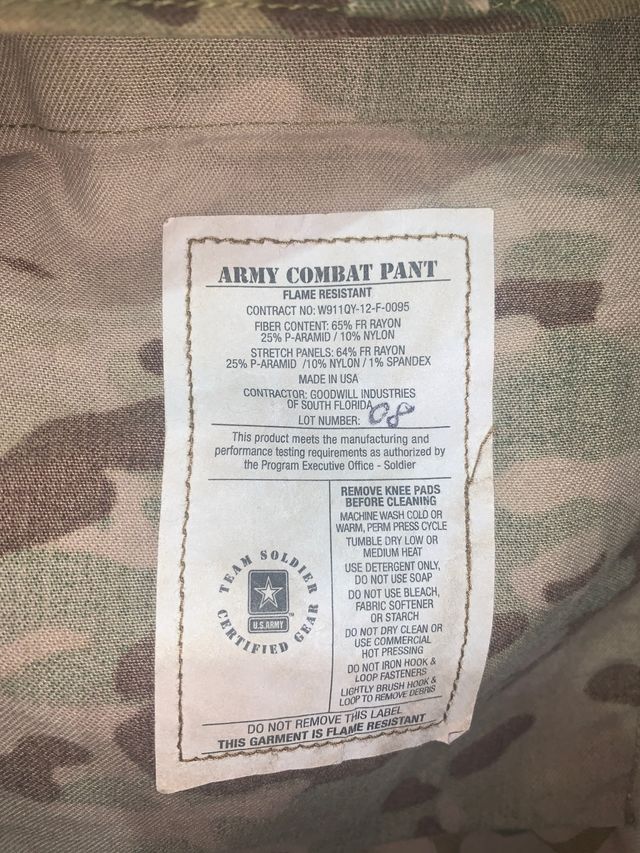 ARMY COMBAT PANT
FLAME RESISTANT
CONTRACT NO: W911QY-12-F-0095
FIBER CONTENT: 65% FR RAYON
25% P-ARAMID / 10% NYLON
STRETCH PANELS: 64% FR RAYON
25% P-ARAMID /10% NYLON / 1% SPANDEX
MADE IN USA
CONTRACTOR: GOODWILL INDUSTRIES
OF SOUTH FLORIDA
LOT NUMBER: 08
This product meets the manufacturing and
performance testing requirements as authorized by
the Program Executive Office - Soldier
TEAM SOLDIER
U.S. ARMY
™
CERTIFIED GEAR
REMOVE KNEE PADS
BEFORE CLEANING
MACHINE WASH COLD OR
WARM, PERM PRESS CYCLE
TUMBLE DRY LOW OR
MEDIUM HEAT
USE DETERGENT ONLY,
DO NOT USE SOAP
DO NOT USE BLEACH,
FABRIC SOFTENER
OR STARCH
DO NOT DRY CLEAN OR
USE COMMERCIAL
HOT PRESSING
DO NOT IRON HOOK &
LOOP FASTENERS
LIGHTLY BRUSH HOOK &
LOOP TO REMOVE DEBRIS
DO NOT REMOVE THIS LABEL
THIS GARMENT IS FLAME RESISTANT